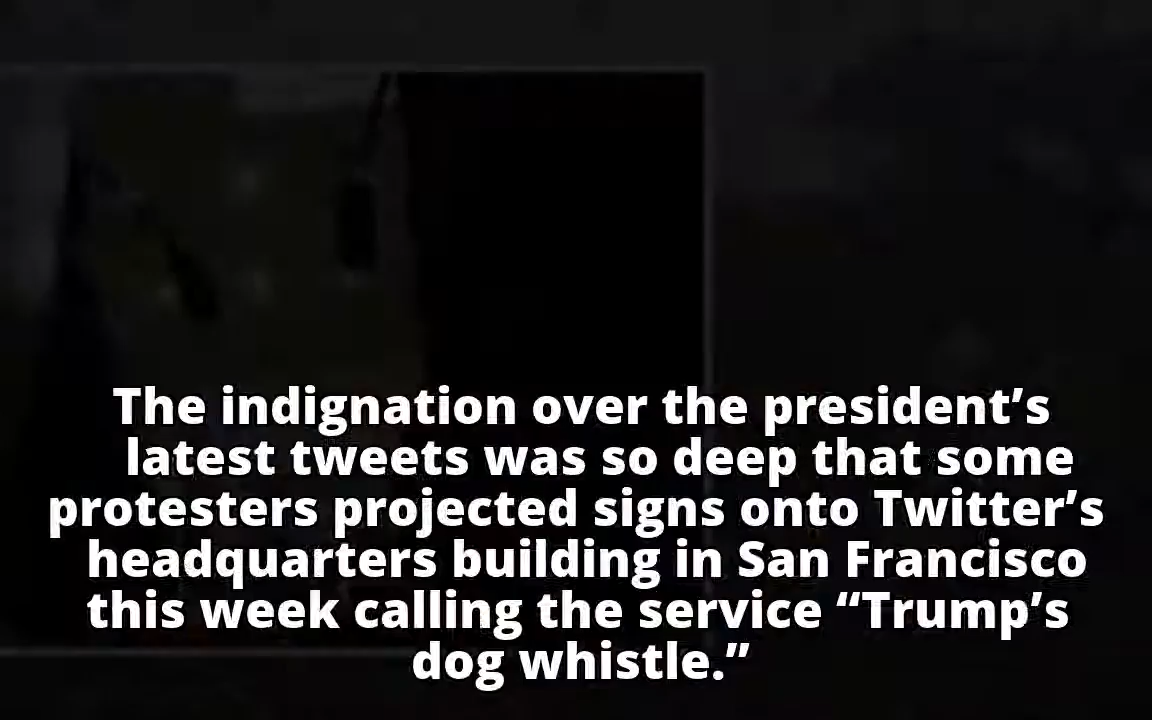 The indignation over the president’s
latest tweets was so deep that some
protesters projected signs onto Twitter’s
headquarters building in San Francisco
this week calling the service “Trump’s
dog whistle.”